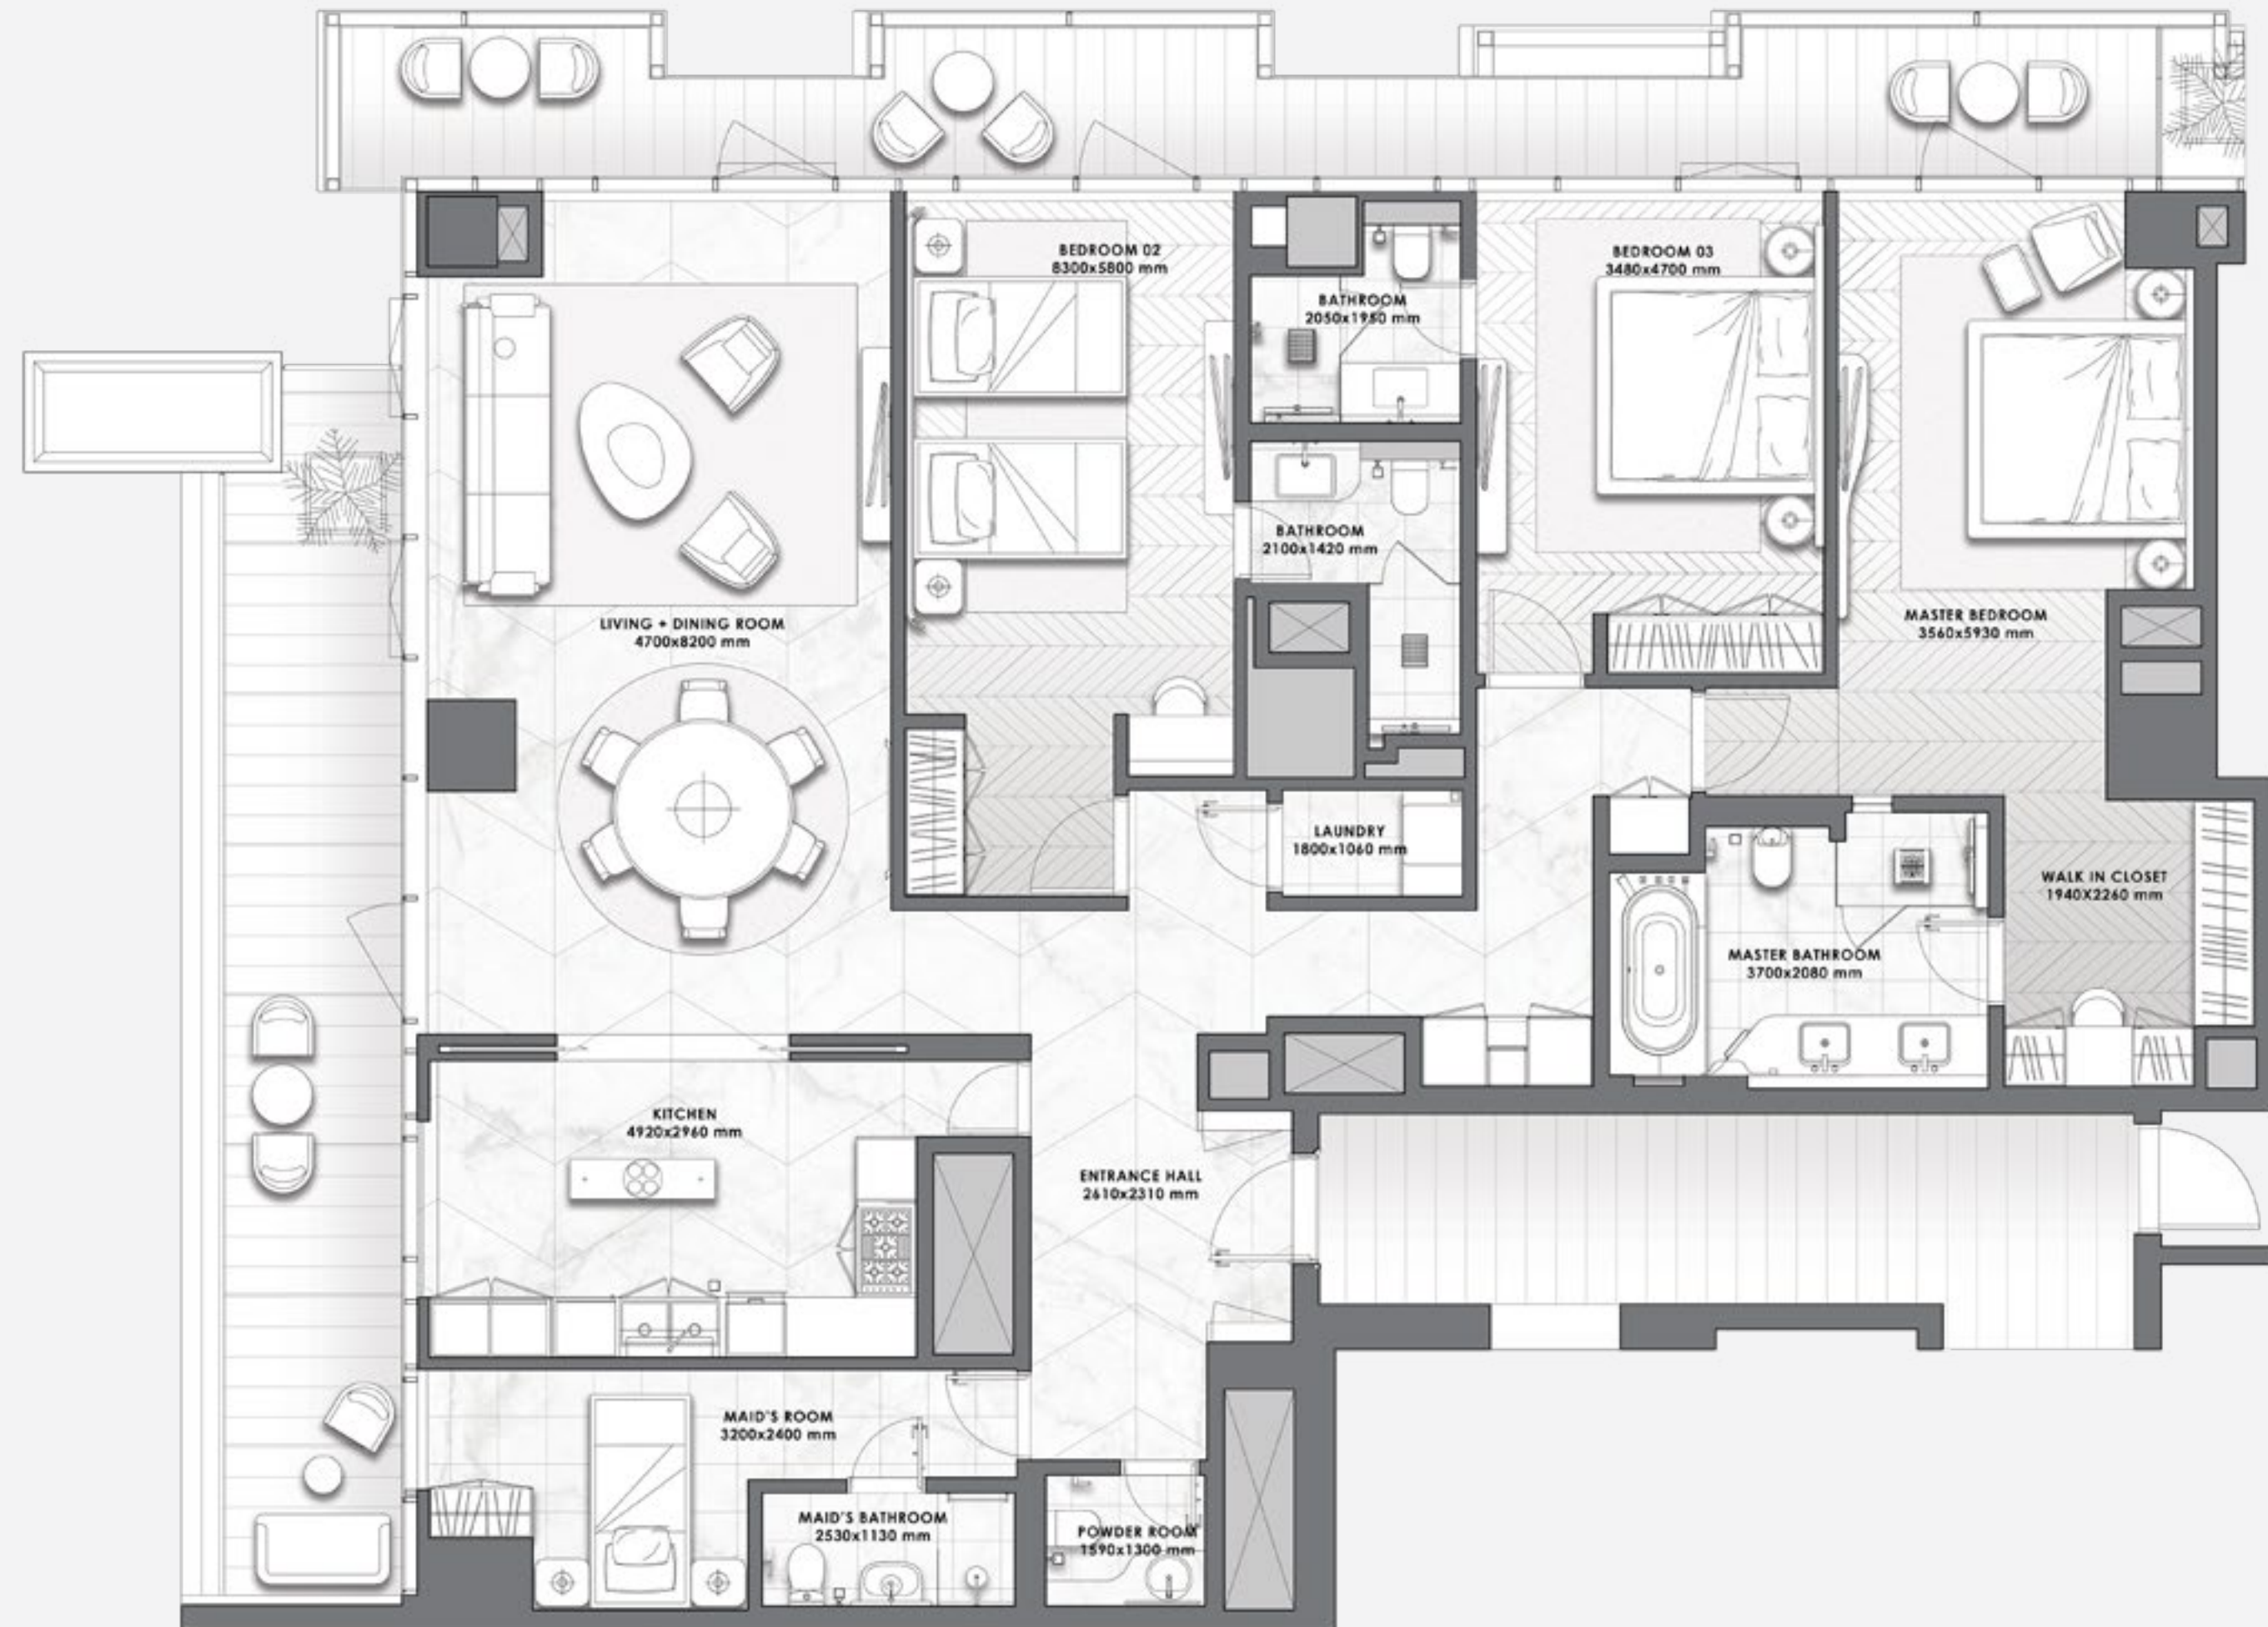 BEDROOM 02
8300x5800 mm
BEDROOM 03
3480x4700 mm
BATHROOM
2050x1950 mm
BATHROOM
2100x1420 mm
LIVING + DINING ROOM
4700x8200 mm
MASTER BEDROOM
3560x5930 mm
LAUNDRY
1800x1060 mm
WALK IN CLOSET
1940X2260 mm
MASTER BATHROOM
3700x2080 mm
KITCHEN
4920x2960 mm
ENTRANCE HALL
2610x2310 mm
MAID'S ROOM
3200x2400 mm
MAID'S BATHROOM
2530x1130 mm
POWDER ROOM
1590x1300 mm